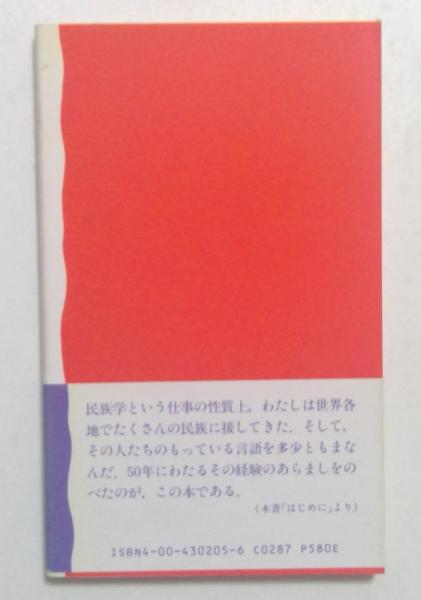 民族学という仕事の性質上，わたしは世界各
地でたくさんの民族に接してきた．そして，
その人たちのもっている言語を多少ともまな
んだ．50年にわたるその経験のあらましをの
べたのが，この本である．
（本書「はじめに」より）
ISBN4-00-430205-6 C0287 P580E